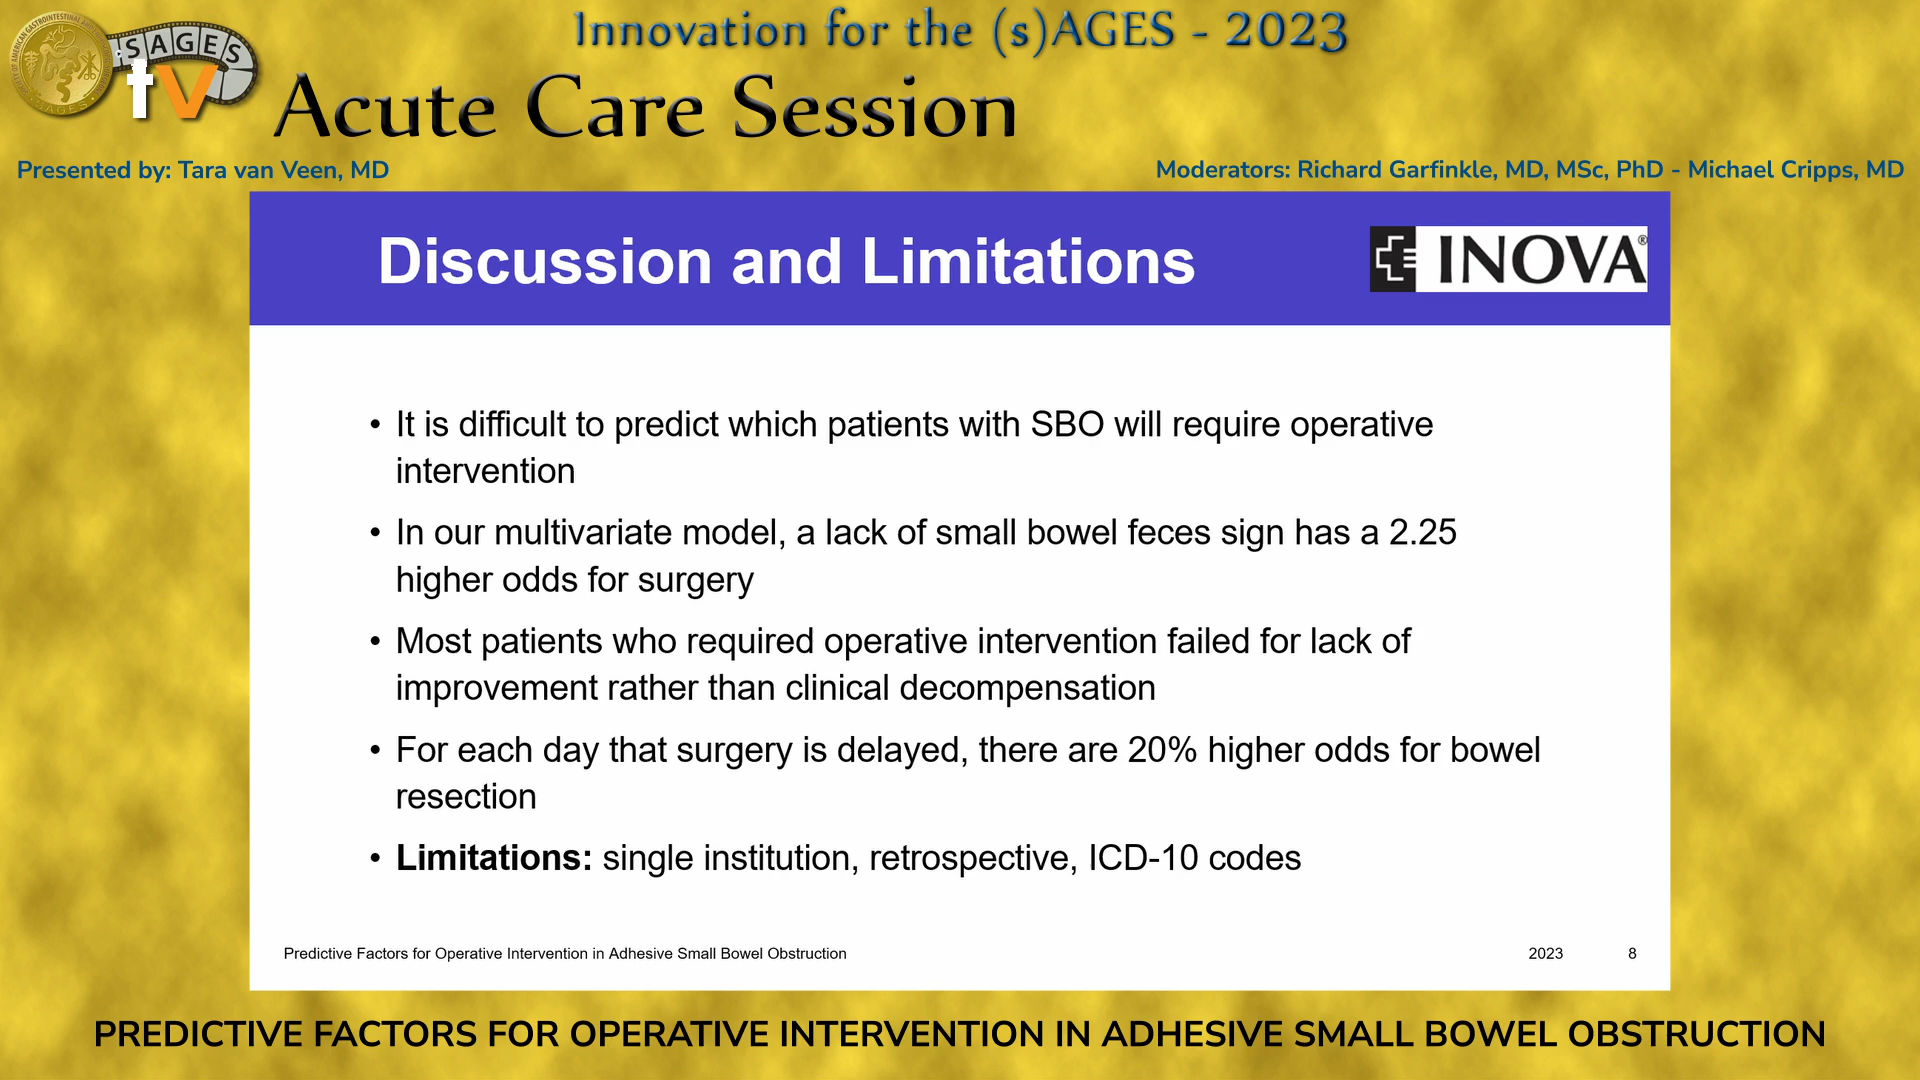 Innovation for the (s)AGES - 2023
SAGES
tv
Acute Care Session
Presented by: Tara van Veen, MD
Moderators: Richard Garfinkle, MD, MSc, PhD - Michael Cripps, MD
Discussion and Limitations
INOVA®
• It is difficult to predict which patients with SBO will require operative
intervention
• In our multivariate model, a lack of small bowel feces sign has a 2.25
higher odds for surgery
• Most patients who required operative intervention failed for lack of
improvement rather than clinical decompensation
• For each day that surgery is delayed, there are 20% higher odds for bowel
resection
• Limitations: single institution, retrospective, ICD-10 codes
Predictive Factors for Operative Intervention in Adhesive Small Bowel Obstruction
2023
8
PREDICTIVE FACTORS FOR OPERATIVE INTERVENTION IN ADHESIVE SMALL BOWEL OBSTRUCTION